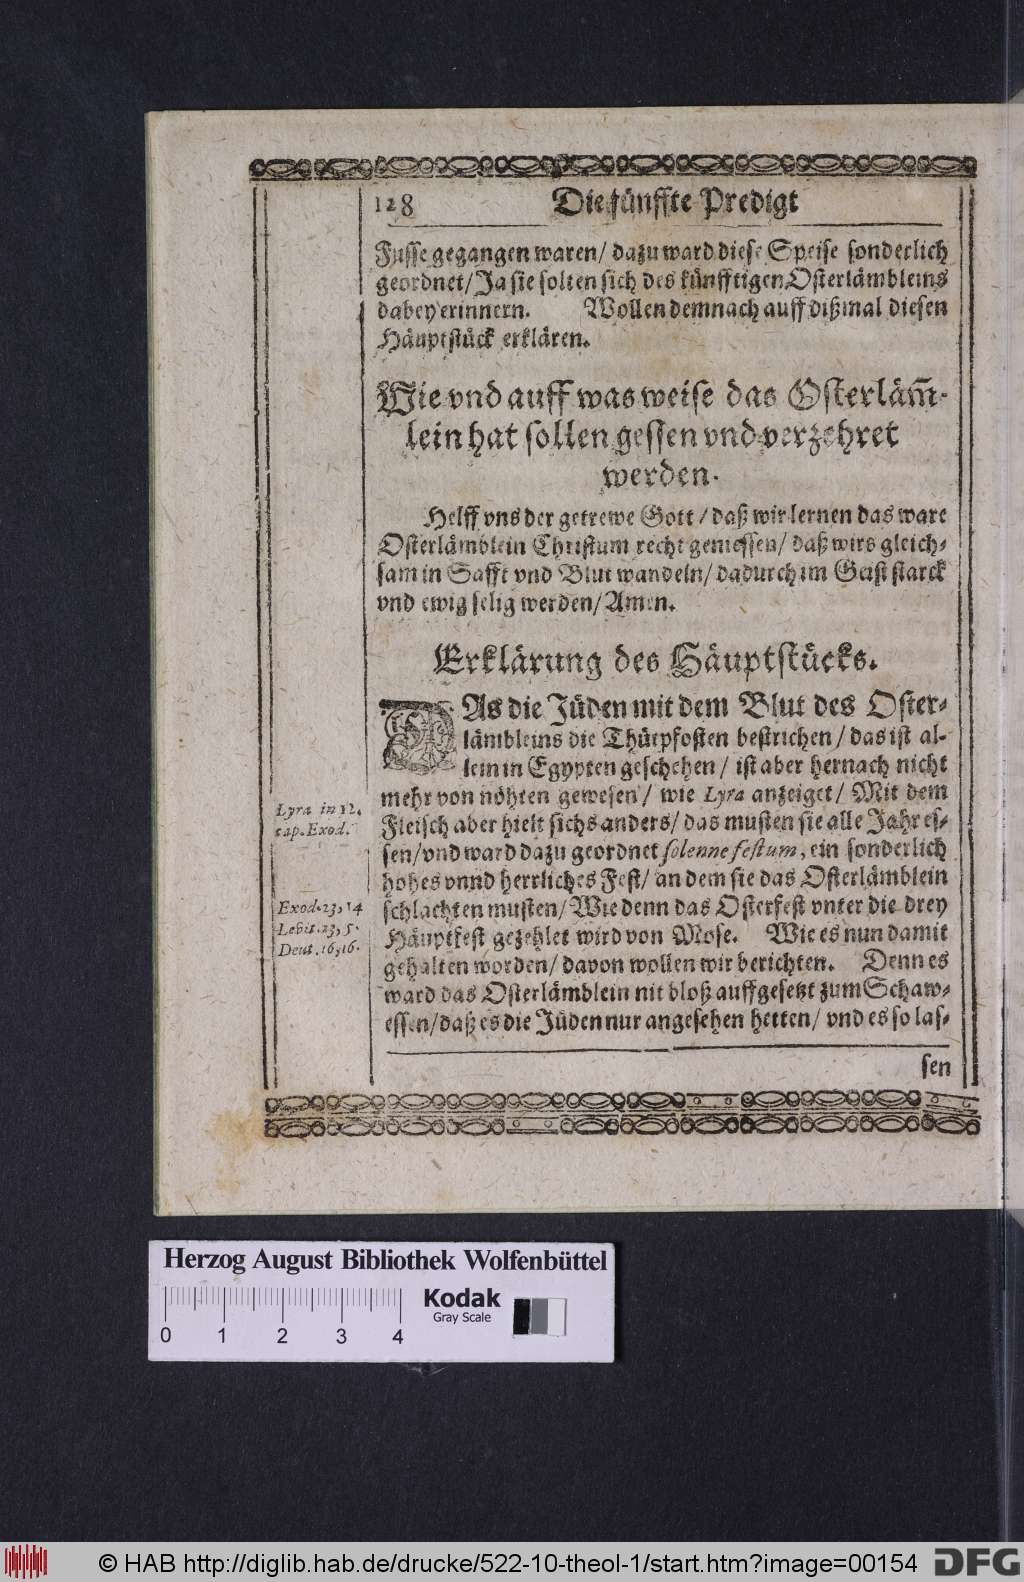 128 Die fünffte Predigt
Fusse gegangen waren/ dazu ward diese Speise sonderlich
geordnet/ Ja sie solten sich des künfftigen Osterlämbleins
dabey erinnern. Wollen demnach auff dißmal diesen
Häuptstück erklären.
Wie vnd auff was weise das Osterläm̃-
lein hat sollen gessen vnd verzehret
werden.
Helff vns der getrewe Gott / daß wir lernen das ware
Osterlämblein Christum recht geniessen/ daß wirs gleich-
sam in Safft vnd Blut wandeln/ dadurch im Geist starck
vnd ewig selig werden/ Amen.
Erklärung des Häuptstücks.
DAs die Jüden mit dem Blut des Oster-
lämbleins die Thürpfosten bestrichen/ das ist al-
lein in Egypten geschehen / ist aber hernach nicht
mehr von nöhten gewesen/ wie Lyra anzeiget/ Mit dem
Fleisch aber hielt sichs anders/ das musten sie alle Jahr es-
sen/ vnd ward dazu geordnet solenne festum, ein sonderlich
hohes vnnd herrliches Fest/ an dem sie das Osterlämblein
schlachten musten/ Wie denn das Osterfest vnter die drey
Häuptfest gezehlet wird von Mose. Wie es nun damit
gehalten worden/ davon wollen wir berichten. Denn es
ward das Osterlämblein nit bloß auffgesetzt zum Schaw-
essen/ daß es die Jüden nur angesehen hetten/ vnd es so las-
sen
Lyra in 12.
cap. Exod.
Exod. 23, 14
Levit. 23, 5.
Deut. 16, 16.
Herzog August Bibliothek Wolfenbüttel
Kodak
Gray Scale
0 1 2 3 4
© HAB http://diglib.hab.de/drucke/522-10-theol-1/start.htm?image=00154
DFG